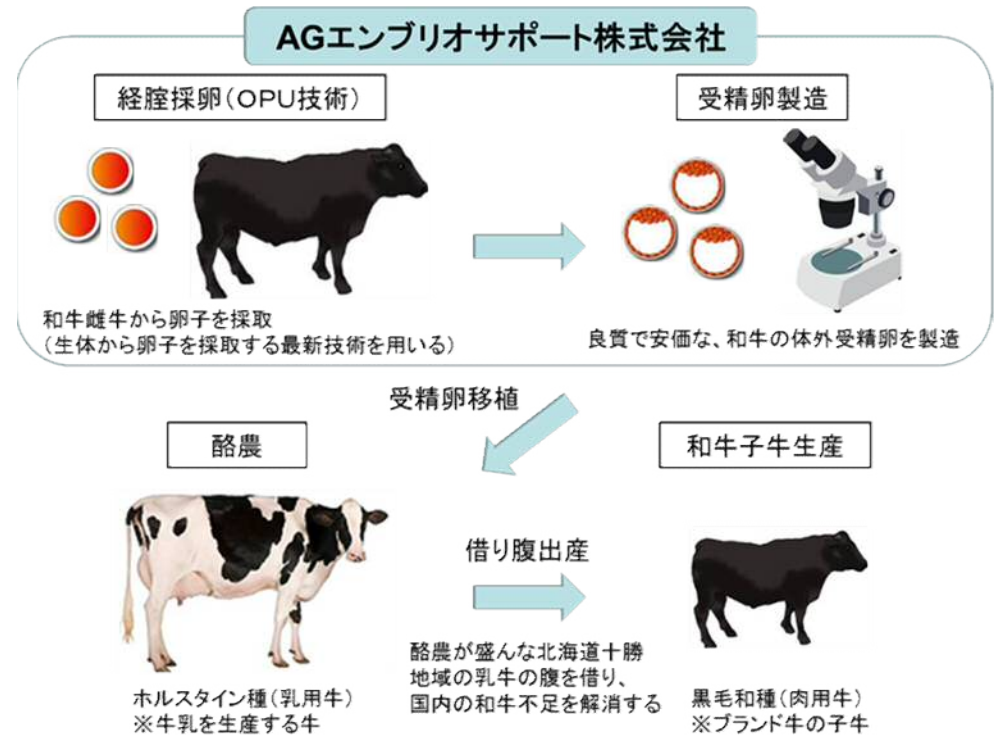 AGエンブリオサポート株式会社
経膣採卵(OPU技術)
受精卵製造
和牛雌牛から卵子を採取
(生体から卵子を採取する最新技術を用いる)
良質で安価な、和牛の体外受精卵を製造
受精卵移植
酪農
和牛子牛生産
借り腹出産
酪農が盛んな北海道十勝
地域の乳牛の腹を借り、
国内の和牛不足を解消する
ホルスタイン種(乳用牛)
※牛乳を生産する牛
黒毛和種(肉用牛)
※ブランド牛の子牛